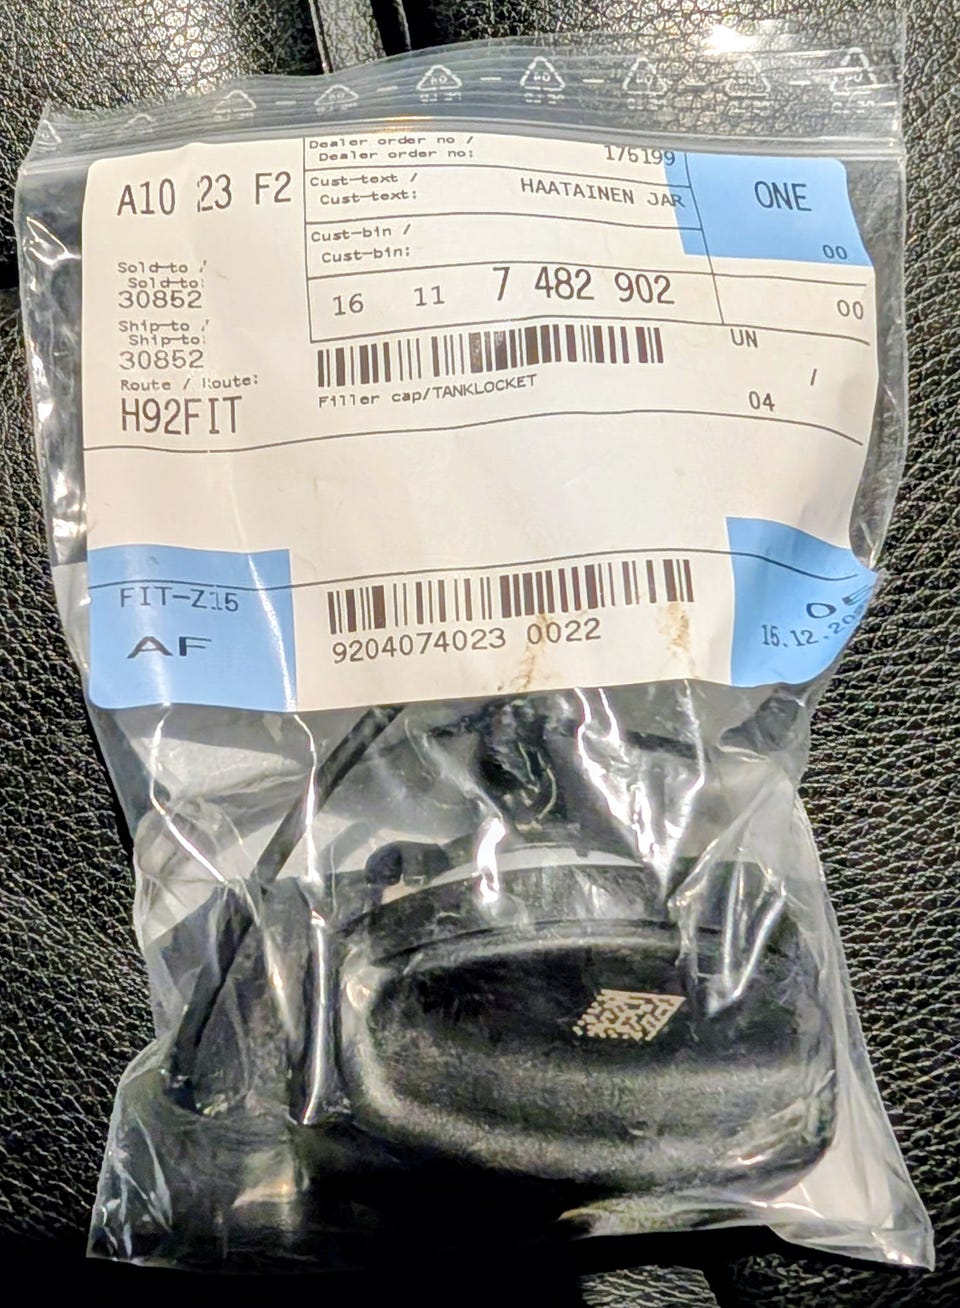 A10 23 F2
Dealer order no /
Dealer order no:
175199
Cust-text /
Cust-text:
HAATAINEN JAR
Cust-bin /
Cust-bin:
ONE
00
Sold-to /
Sold-to:
30852
Ship-to /
Ship-to:
30852
Route / Route:
H92FIT
16 11 7 482 902
00
Filler cap/TANKLOCKET
UN
/
04
FIT-Z15
AF
9204074023 0022
DE
15.12.20